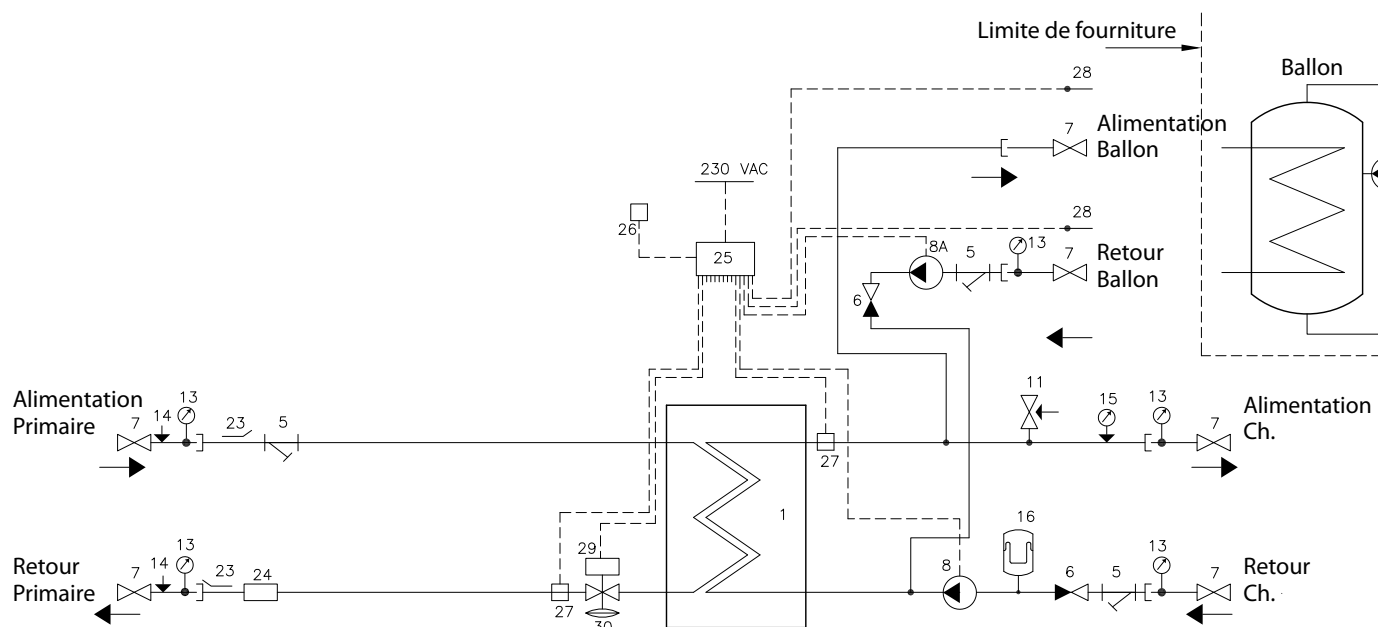 Limite de fourniture
Ballon
28
7
Alimentation
Ballon
230 VAC
26
25
28
8A
5
13
7
Retour
Ballon
6
Alimentation
Primaire
7
14
13
23
5
27
11
15
13
7
Alimentation
Ch.
1
Retour
Primaire
7
14
13
23
24
27
29
30
8
16
6
5
13
7
Retour
Ch.